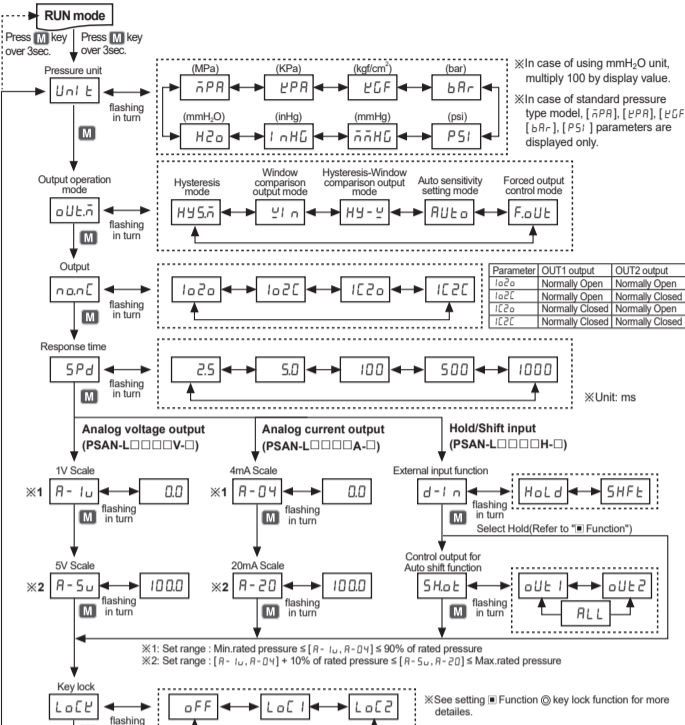 RUN mode
Press M key over 3sec.
Press M key over 3sec.
Pressure unit
Unit
flashing in turn
M
(MPa) (KPa) (kgf/cm²) (bar)
MPA KPA KGF bAr
(mmH₂O) (inHg) (mmHg) (psi)
H2o InHG mmHG PSI
※In case of using mmH₂O unit,
multiply 100 by display value.
※In case of standard pressure
type model, [MPA], [KPA], [KGF
[bAr], [PSI] parameters are
displayed only.
Output operation mode
oUt.m
flashing in turn
M
Hysteresis mode
Window comparison output mode
Hysteresis-Window comparison output mode
Auto sensitivity setting mode
Forced output control mode
HYS.m WIn HY-W AUto F.oUt
Output
no.nC
flashing in turn
M
1o2o 1o2C 1C2o 1C2C
Parameter OUT1 output OUT2 output
1o2o Normally Open Normally Open
1o2C Normally Open Normally Closed
1C2o Normally Closed Normally Open
1C2C Normally Closed Normally Closed
Response time
SPd
flashing in turn
M
2.5 5.0 100 500 1000
※Unit: ms
Analog voltage output
(PSAN-L□□□□V-□)
Analog current output
(PSAN-L□□□□A-□)
Hold/Shift input
(PSAN-L□□□□H-□)
1V Scale
※1 A-1v 0.0
M flashing in turn
4mA Scale
※1 A-04 0.0
M flashing in turn
External input function
d-In HoLd SHFt
M flashing in turn
Select Hold(Refer to "▣ Function")
5V Scale
※2 A-5v 100.0
M flashing in turn
20mA Scale
※2 A-20 100.0
M flashing in turn
Control output for
Auto shift function
SH.ot oUt1 oUt2
ALL
M flashing in turn
※1: Set range : Min.rated pressure ≤ [A-1v, A-04] ≤ 90% of rated pressure
※2: Set range : [A-1v, A-04] + 10% of rated pressure ≤ [A-5v, A-20] ≤ Max.rated pressure
Key lock
LoCK
flashing
oFF LoC1 LoC2
※See setting ▣ Function ◎ key lock function for more
detailes.